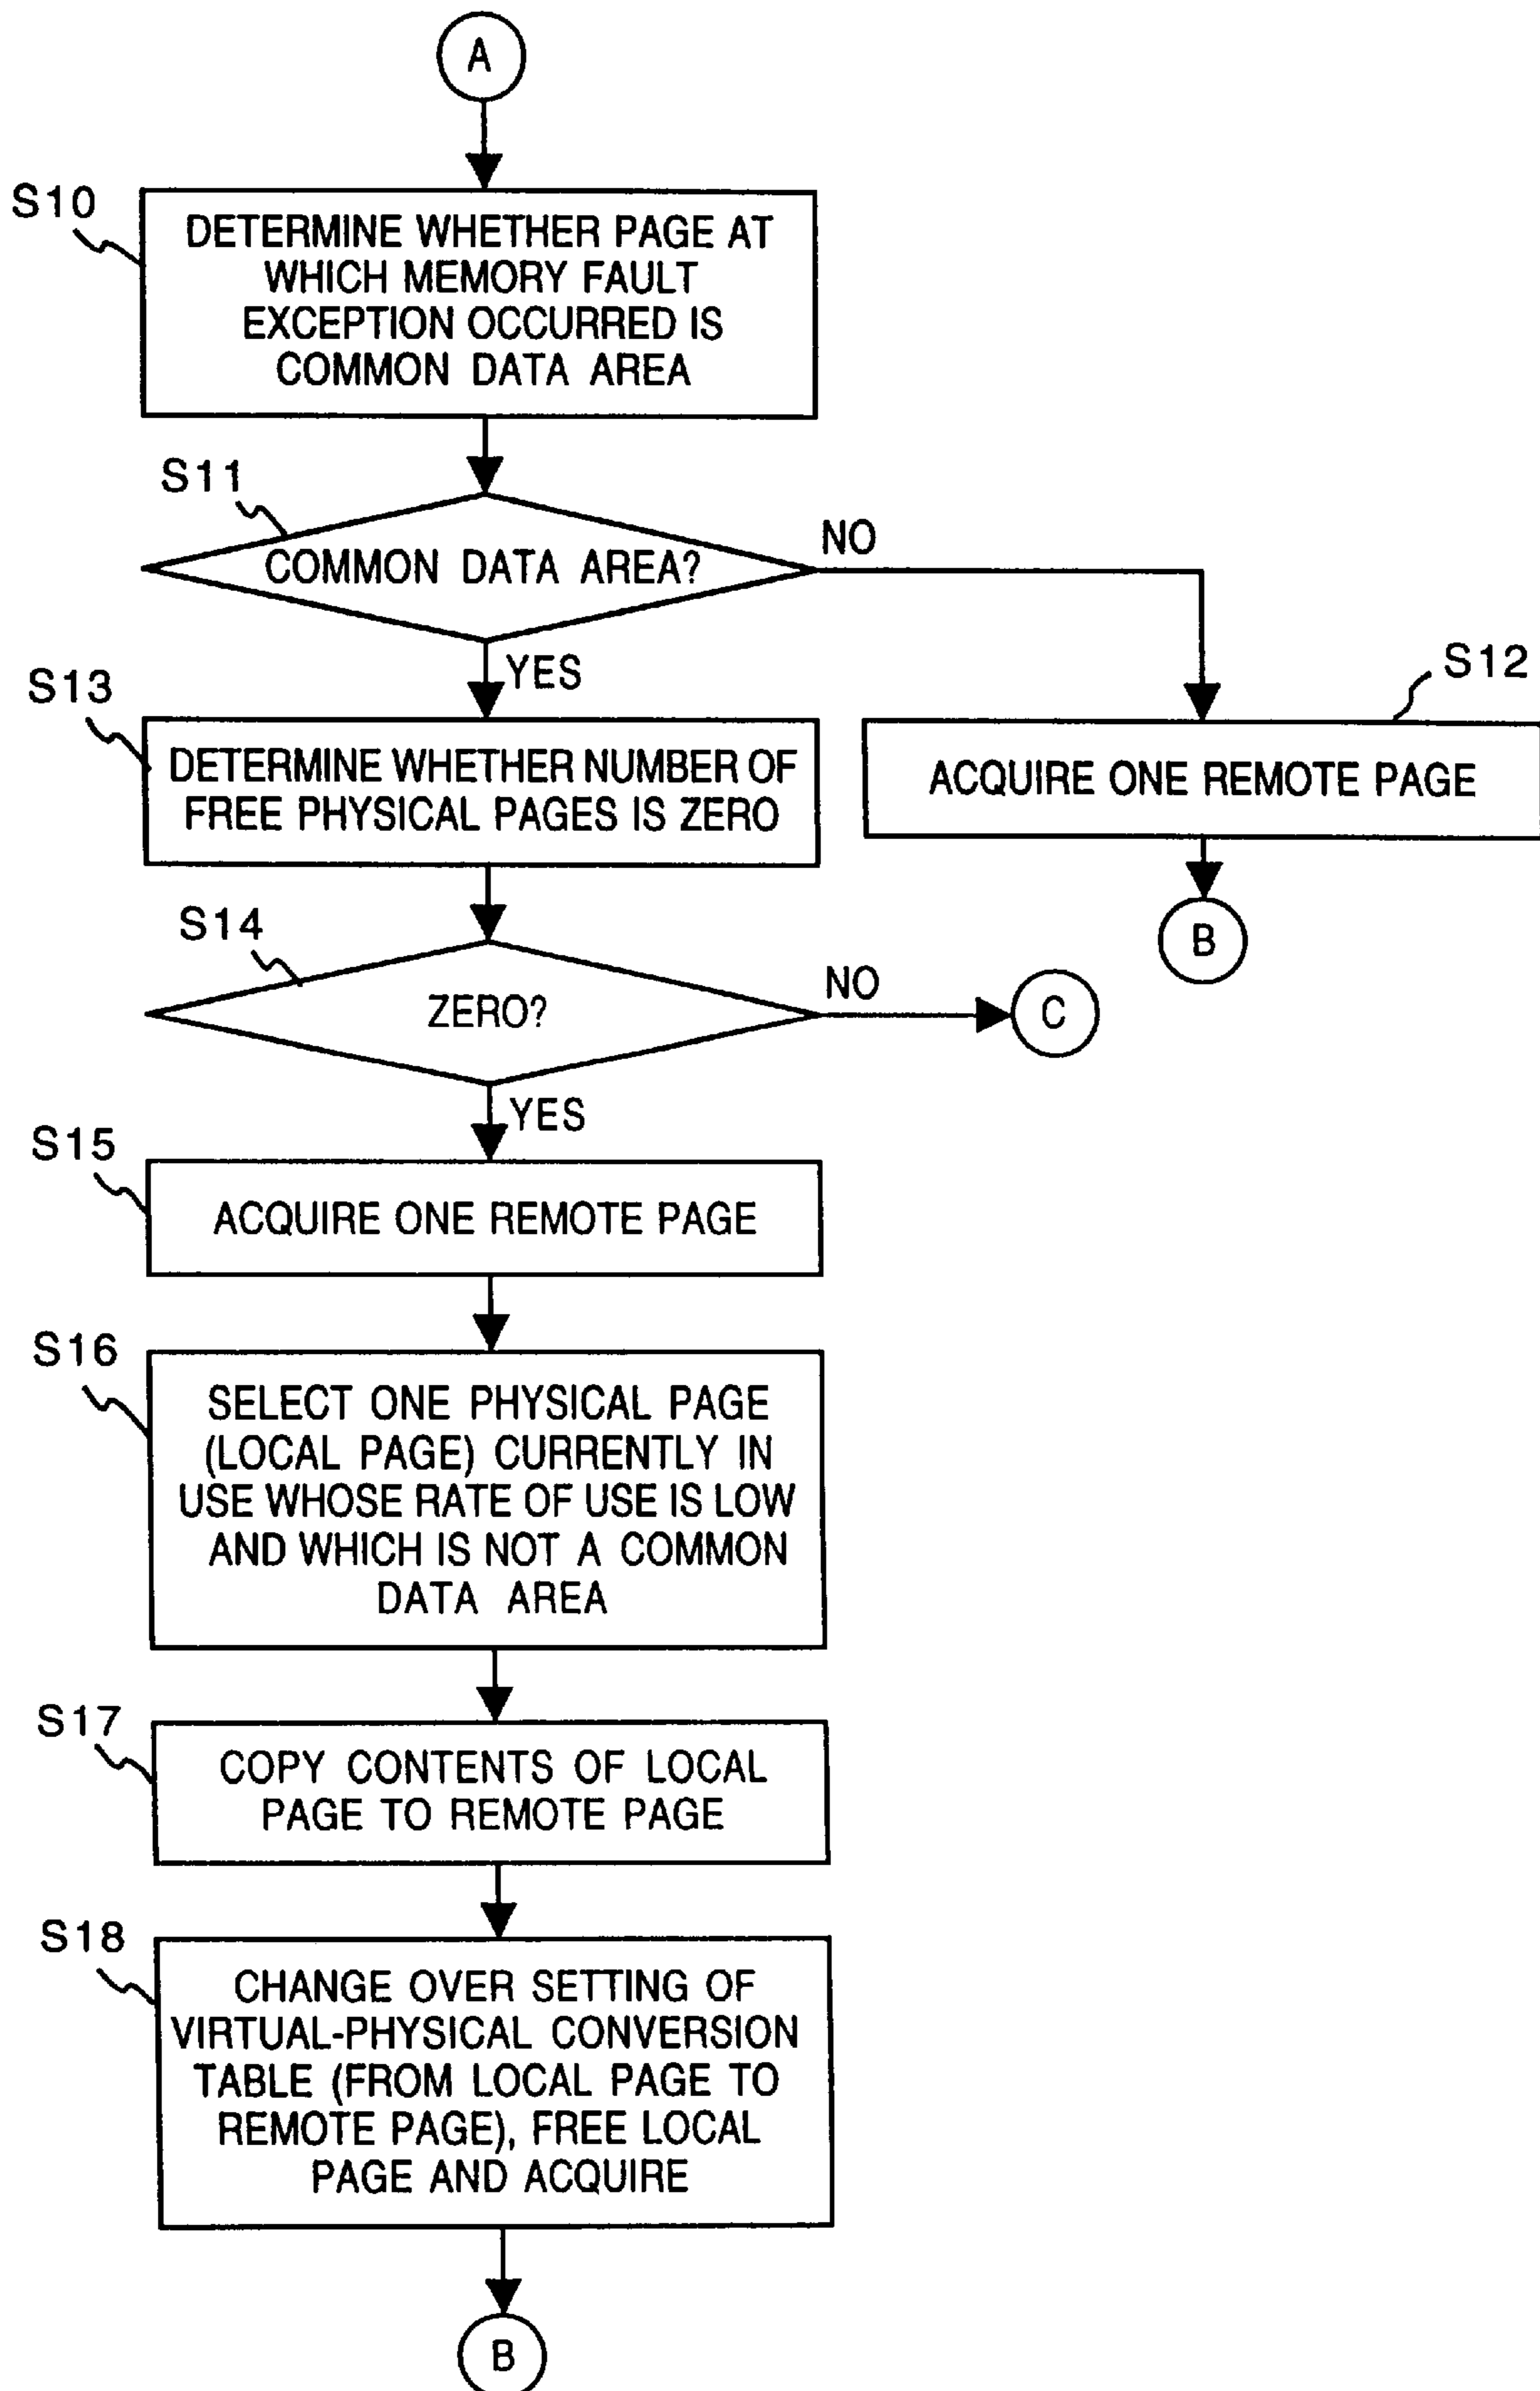 A
S10
DETERMINE WHETHER PAGE AT
WHICH MEMORY FAULT
EXCEPTION OCCURRED IS
COMMON DATA AREA
S11
COMMON DATA AREA?
NO
YES
S12
ACQUIRE ONE REMOTE PAGE
B
S13
DETERMINE WHETHER NUMBER OF
FREE PHYSICAL PAGES IS ZERO
S14
ZERO?
NO
C
YES
S15
ACQUIRE ONE REMOTE PAGE
S16
SELECT ONE PHYSICAL PAGE
(LOCAL PAGE) CURRENTLY IN
USE WHOSE RATE OF USE IS LOW
AND WHICH IS NOT A COMMON
DATA AREA
S17
COPY CONTENTS OF LOCAL
PAGE TO REMOTE PAGE
S18
CHANGE OVER SETTING OF
VIRTUAL-PHYSICAL CONVERSION
TABLE (FROM LOCAL PAGE TO
REMOTE PAGE), FREE LOCAL
PAGE AND ACQUIRE
B